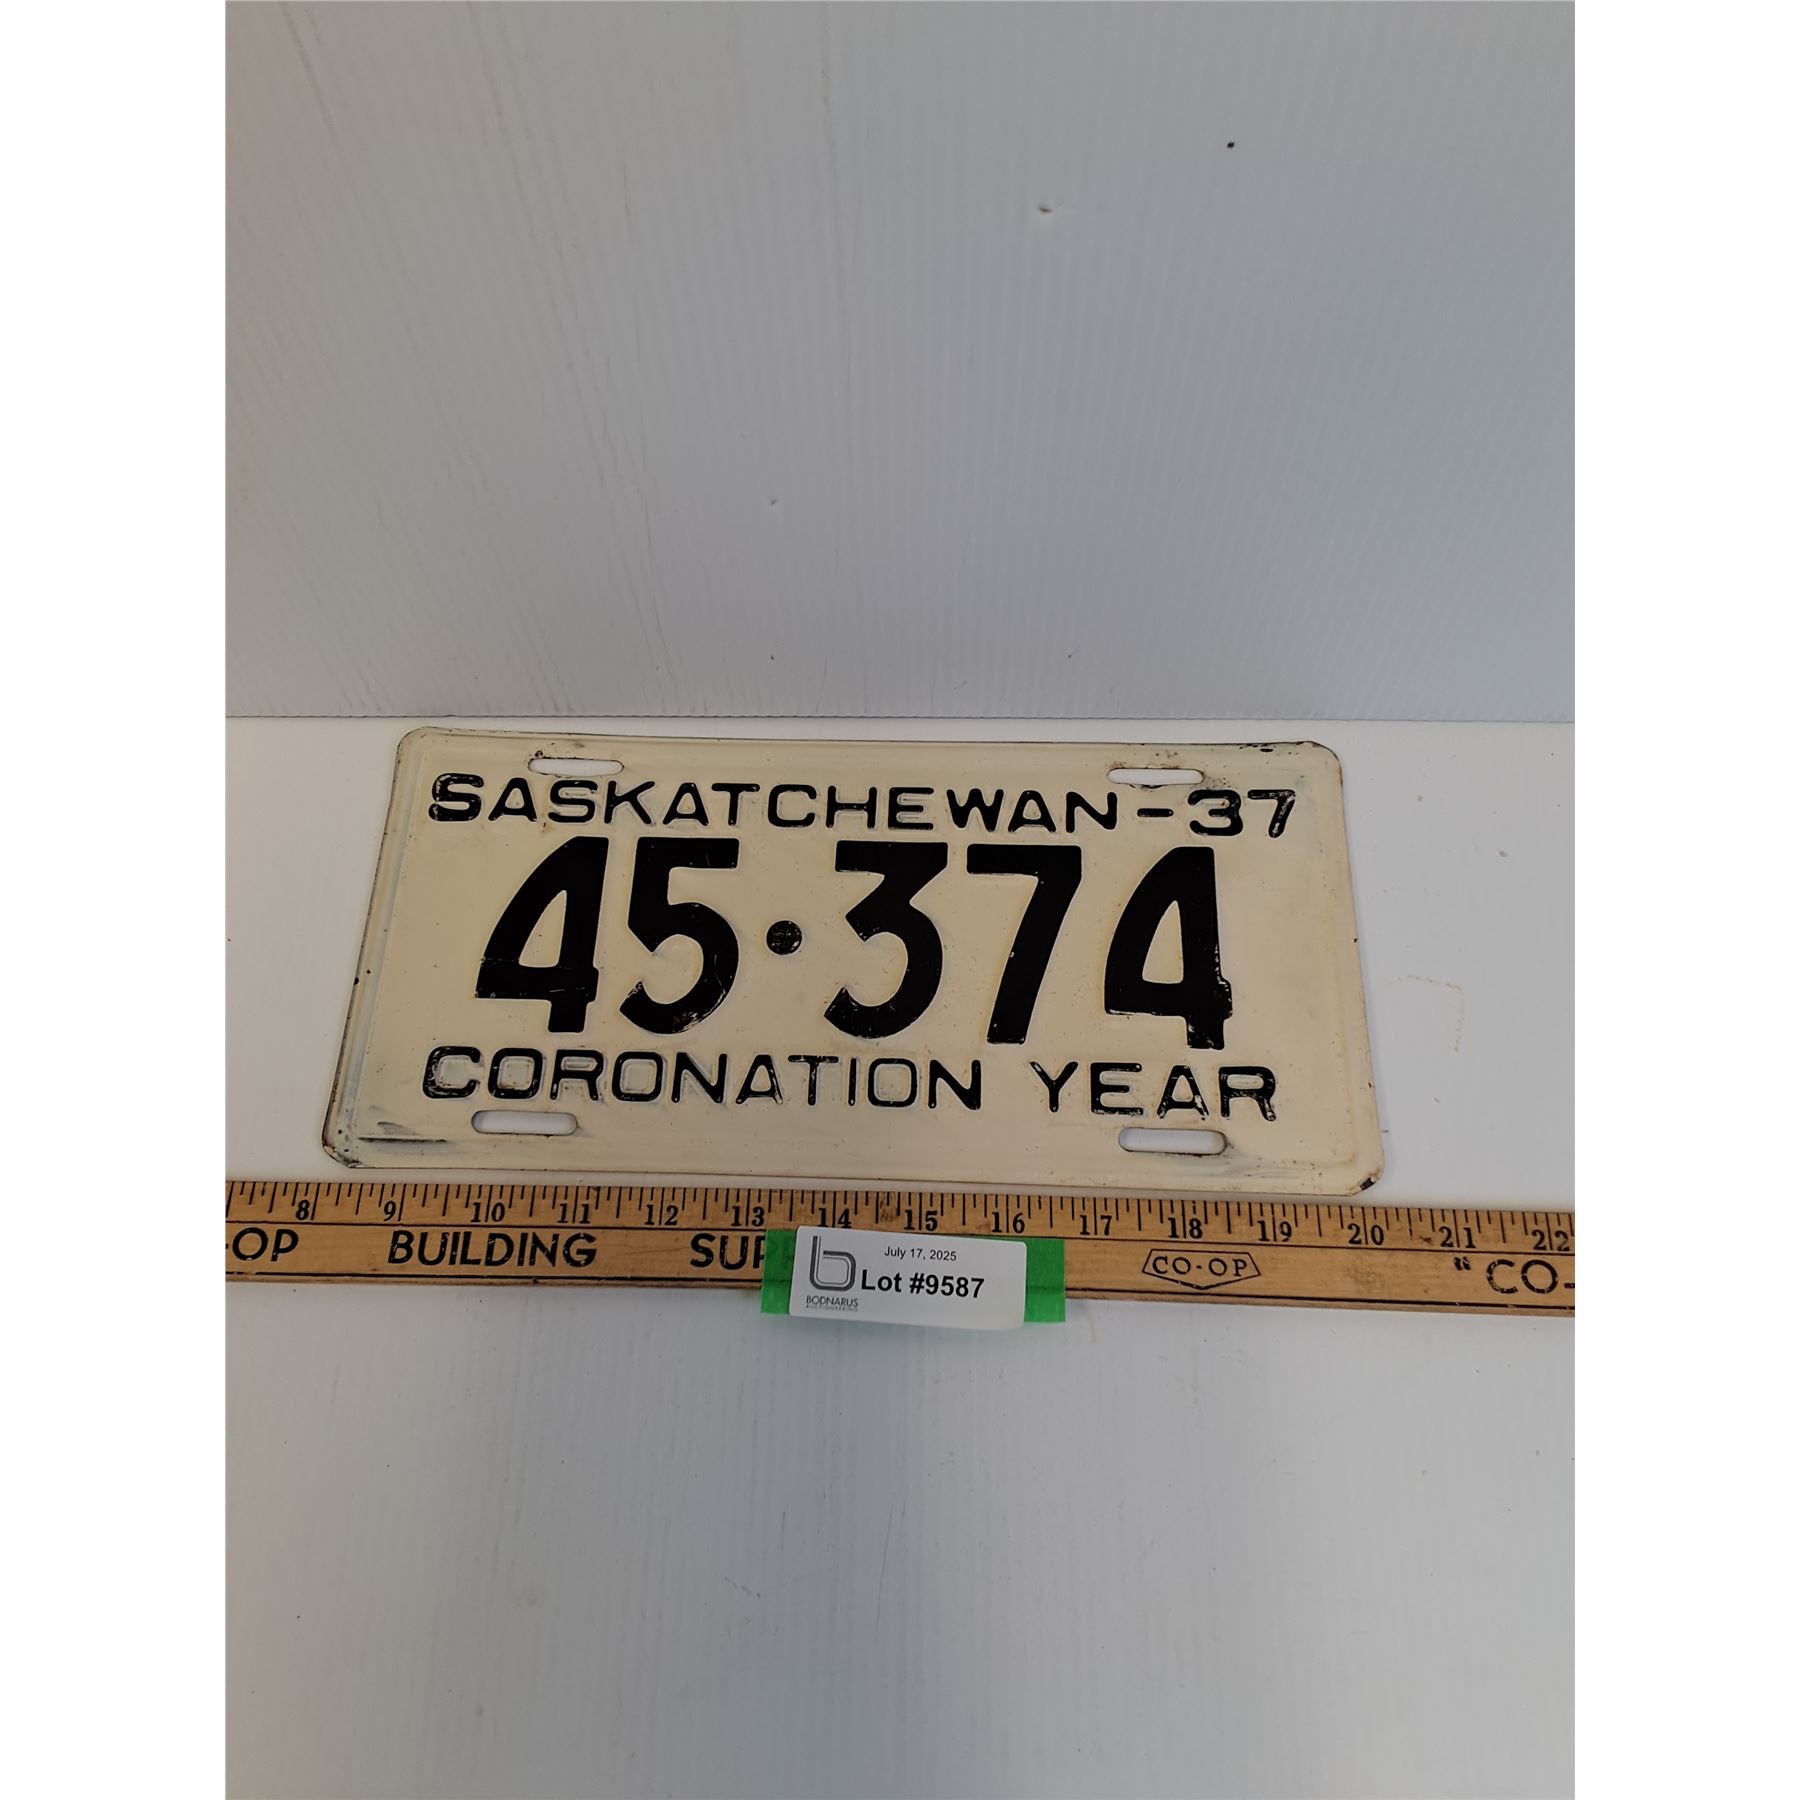 SASKATCHEWAN-37
45·374
CORONATION YEAR
8 9 10 11 12 13 14 15 16 17 18 19 20 21 22
-OP BUILDING SUP CO-OP " CO-
July 17, 2025
Lot #9587
BODNARUS
AUCTIONEERING